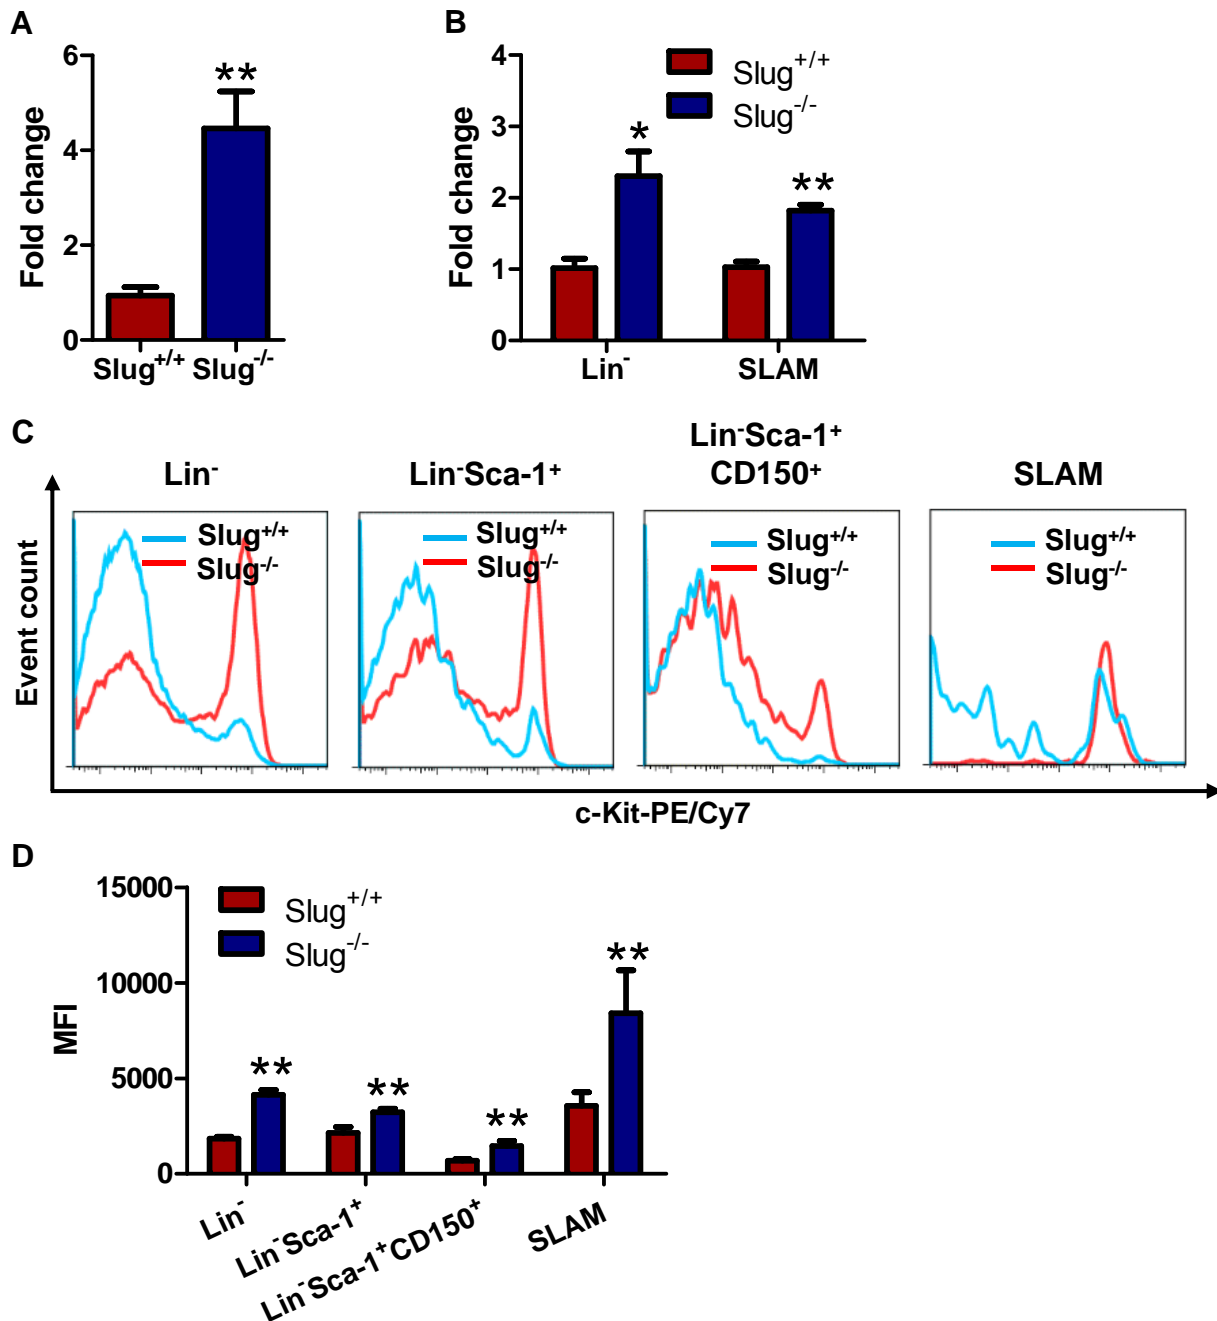 A
6
4
2
0
Fold change
**
Slug+/+ Slug-/-
B
4
3
2
1
0
Fold change
Slug+/+
Slug-/-
*
**
Lin- SLAM
C
Lin-
Lin-Sca-1+
Lin-Sca-1+
CD150+
SLAM
Event count
Slug+/+
Slug-/-
Slug+/+
Slug-/-
Slug+/+
Slug-/-
Slug+/+
Slug-/-
c-Kit-PE/Cy7
D
15000
10000
5000
0
MFI
Slug+/+
Slug-/-
**
**
**
**
Lin-
Lin-Sca-1+
Lin-Sca-1+CD150+
SLAM